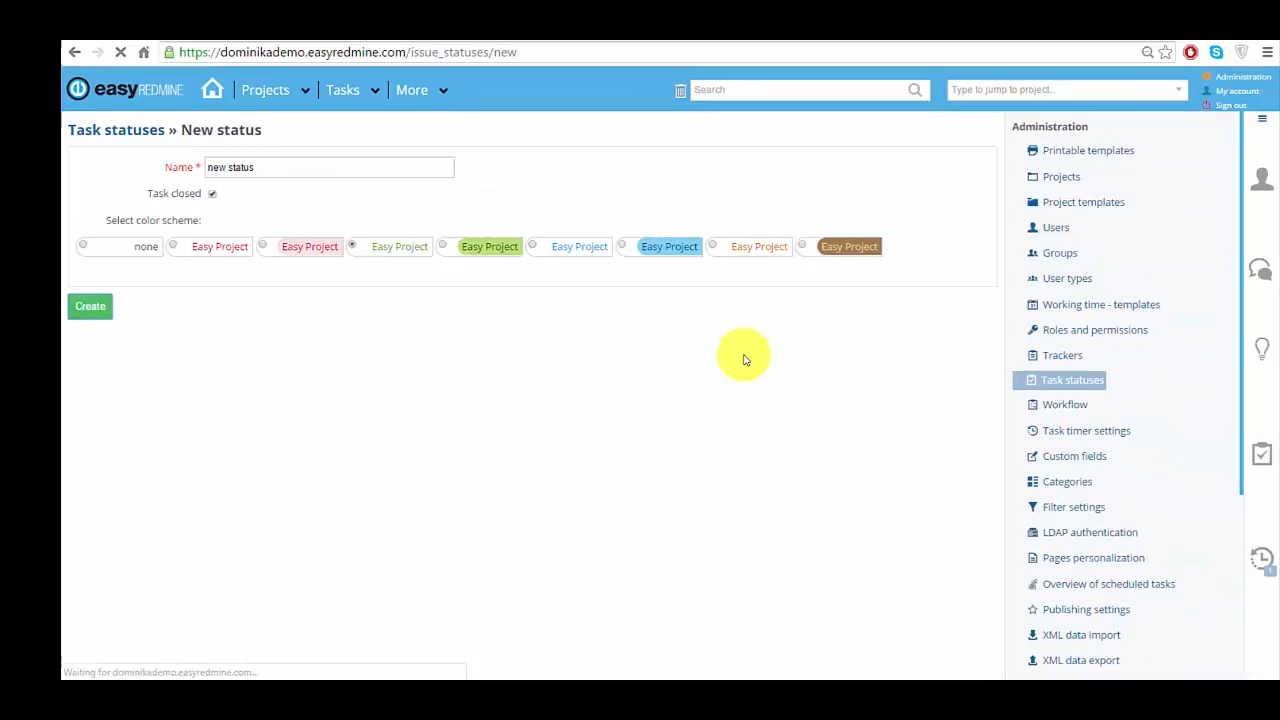 https://dominikademo.easyredmine.com/issue_statuses/new
easy REDMINE
Projects
Tasks
More
Search
Type to jump to project...
Administration
My account
Sign out
Task statuses » New status
Name *
new status
Task closed
Select color scheme:
none
Easy Project
Easy Project
Easy Project
Easy Project
Easy Project
Easy Project
Easy Project
Easy Project
Create
Administration
Printable templates
Projects
Project templates
Users
Groups
User types
Working time - templates
Roles and permissions
Trackers
Task statuses
Workflow
Task timer settings
Custom fields
Categories
Filter settings
LDAP authentication
Pages personalization
Overview of scheduled tasks
Publishing settings
XML data import
XML data export
1
Waiting for dominikademo.easyredmine.com...